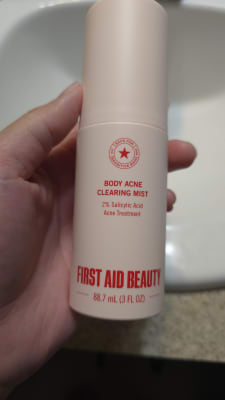 BODY ACNE
CLEARING MIST
2% Salicylic Acid
Acne Treatment
FIRST AID BEAUTY
88.7 mL (3 FL OZ)